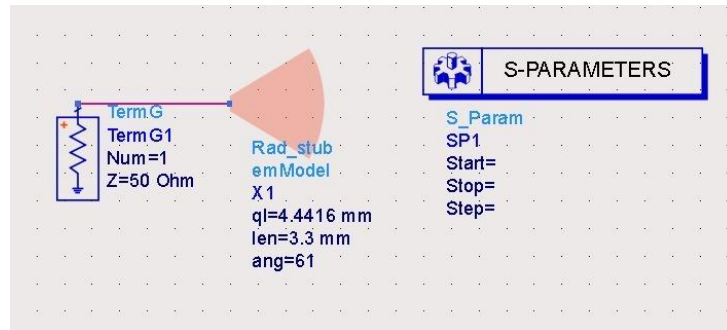 S-PARAMETERS
TermG
TermG1
Num=1
Z=50 Ohm
Rad_stub
emModel
X1
ql=4.4416 mm
len=3.3 mm
ang=61
S_Param
SP1
Start=
Stop=
Step=